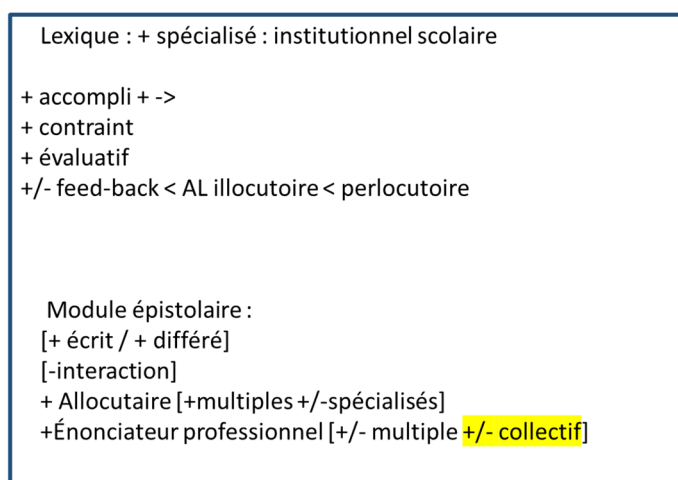 Lexique : + spécialisé : institutionnel scolaire
+ accompli + ->
+ contraint
+ évaluatif
+/- feed-back < AL illocutoire < perlocutoire
Module épistolaire :
[+ écrit / + différé]
[-interaction]
+ Allocutaire [+multiples +/-spécialisés]
+Énonciateur professionnel [+/- multiple +/- collectif]